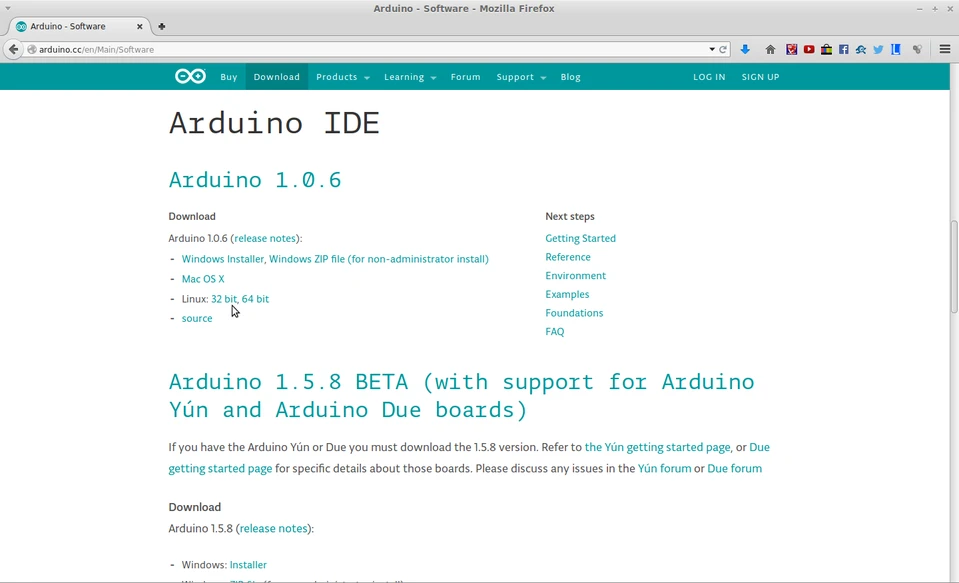 Arduino - Software - Mozilla Firefox
Arduino - Software
arduino.cc/en/Main/Software
Buy Download Products Learning Forum Support Blog LOG IN SIGN UP
Arduino IDE
Arduino 1.0.6
Download
Arduino 1.0.6 (release notes):
- Windows Installer, Windows ZIP file (for non-administrator install)
- Mac OS X
- Linux: 32 bit, 64 bit
- source
Next steps
Getting Started
Reference
Environment
Examples
Foundations
FAQ
Arduino 1.5.8 BETA (with support for Arduino
Yún and Arduino Due boards)
If you have the Arduino Yún or Due you must download the 1.5.8 version. Refer to the Yún getting started page, or Due
getting started page for specific details about those boards. Please discuss any issues in the Yún forum or Due forum
Download
Arduino 1.5.8 (release notes):
- Windows: Installer